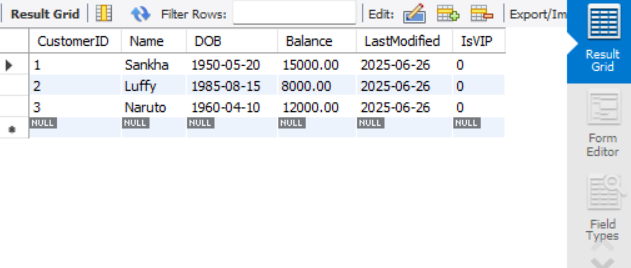 Result Grid Filter Rows: Edit: Export/Im
CustomerID Name DOB Balance LastModified IsVIP
1 Sankha 1950-05-20 15000.00 2025-06-26 0
2 Luffy 1985-08-15 8000.00 2025-06-26 0
3 Naruto 1960-04-10 12000.00 2025-06-26 0
NULL NULL NULL NULL NULL NULL
Result
Grid
Form
Editor
Field
Types